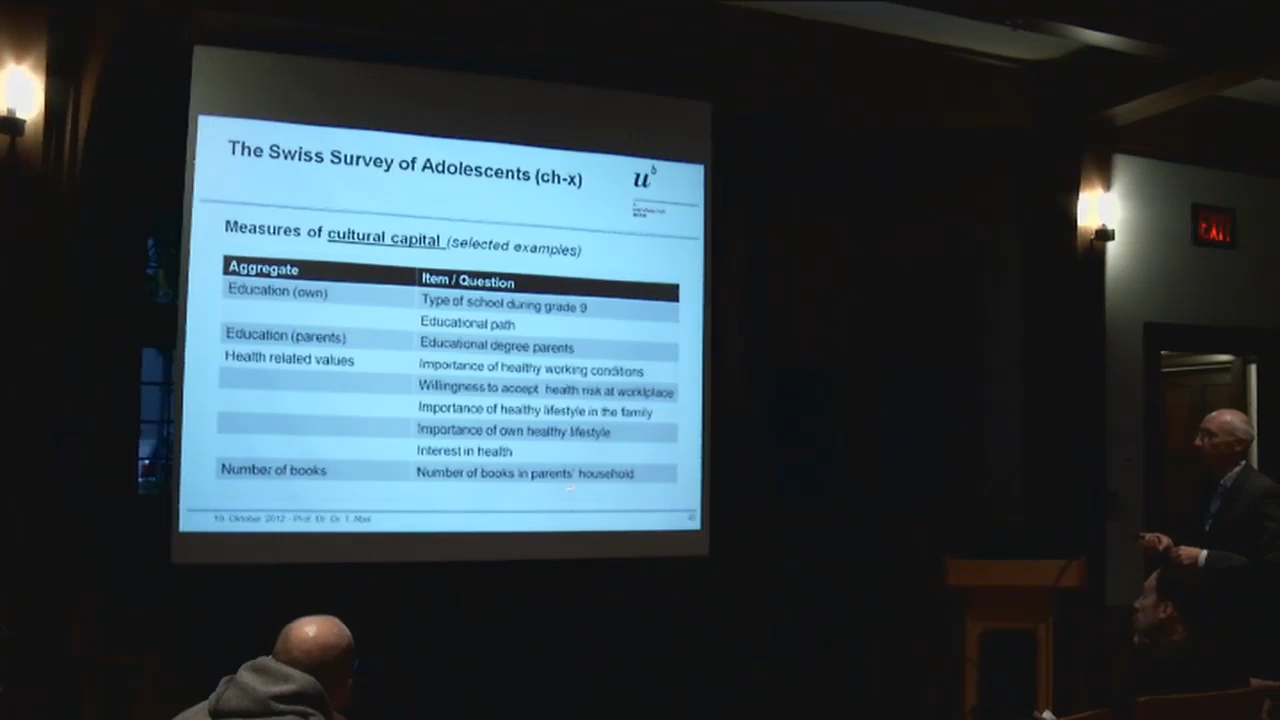 The Swiss Survey of Adolescents (ch-x)
u b
Measures of cultural capital (selected examples)
Aggregate Item / Question
Education (own) Type of school during grade 9
Educational path
Education (parents) Educational degree parents
Health related values Importance of healthy working conditions
Willingness to accept health risk at workplace
Importance of healthy lifestyle in the family
Importance of own healthy lifestyle
Interest in health
Number of books Number of books in parents' household
Oktober 2012 - Prof. Dr. Dr. T. Abel
EXIT